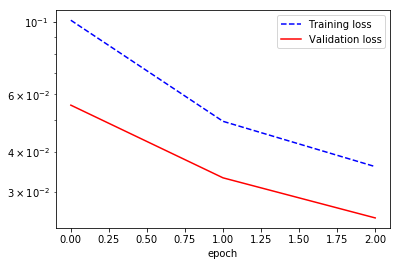 10⁻¹
6 × 10⁻²
4 × 10⁻²
3 × 10⁻²
Training loss
Validation loss
0.00 0.25 0.50 0.75 1.00 1.25 1.50 1.75 2.00
epoch